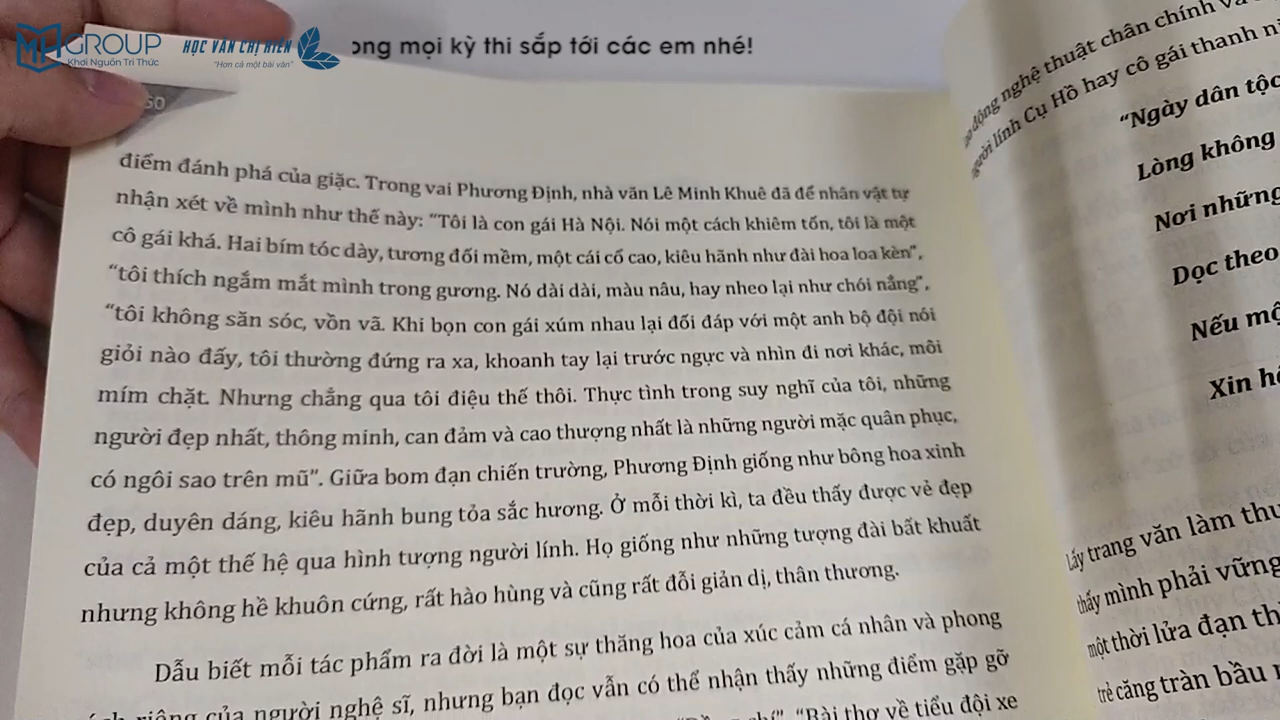 MH GROUP
Khơi Nguồn Tri Thức
HỌC VĂN CHỊ HIÊN
"Hơn cả một bài văn"
ong mọi kỳ thi sắp tới các em nhé!
60
điểm đánh phá của giặc. Trong vai Phương Định, nhà văn Lê Minh Khuê đã để nhân vật tự
nhận xét về mình như thế này: "Tôi là con gái Hà Nội. Nói một cách khiêm tốn, tôi là một
cô gái khá. Hai bím tóc dày, tương đối mềm, một cái cổ cao, kiêu hãnh như đài hoa loa kèn",
"tôi thích ngắm mắt mình trong gương. Nó dài dài, màu nâu, hay nheo lại như chói nắng",
"tôi không săn sóc, vồn vã. Khi bọn con gái xúm nhau lại đối đáp với một anh bộ đội nói
giỏi nào đấy, tôi thường đứng ra xa, khoanh tay lại trước ngực và nhìn đi nơi khác, môi
mím chặt. Nhưng chẳng qua tôi điệu thế thôi. Thực tình trong suy nghĩ của tôi, những
người đẹp nhất, thông minh, can đảm và cao thượng nhất là những người mặc quân phục,
có ngôi sao trên mũ". Giữa bom đạn chiến trường, Phương Định giống như bông hoa xinh
đẹp, duyên dáng, kiêu hãnh bung tỏa sắc hương. Ở mỗi thời kì, ta đều thấy được vẻ đẹp
của cả một thế hệ qua hình tượng người lính. Họ giống như những tượng đài bất khuất
nhưng không hề khuôn cứng, rất hào hùng và cũng rất đỗi giản dị, thân thương.
Dẫu biết mỗi tác phẩm ra đời là một sự thăng hoa của xúc cảm cá nhân và phong
riêng của người nghệ sĩ, nhưng bạn đọc vẫn có thể nhận thấy những điểm gặp gỡ
"Bài thơ về tiểu đội xe
động nghệ thuật chân chính và
người lính Cụ Hồ hay cô gái thanh
"Ngày dân tộc
Lòng không
Nơi những
Dọc theo
Nếu
Xin
Lấy trang văn làm
thấy mình phải vững
một thời lửa đạn
trẻ căng tràn bầu